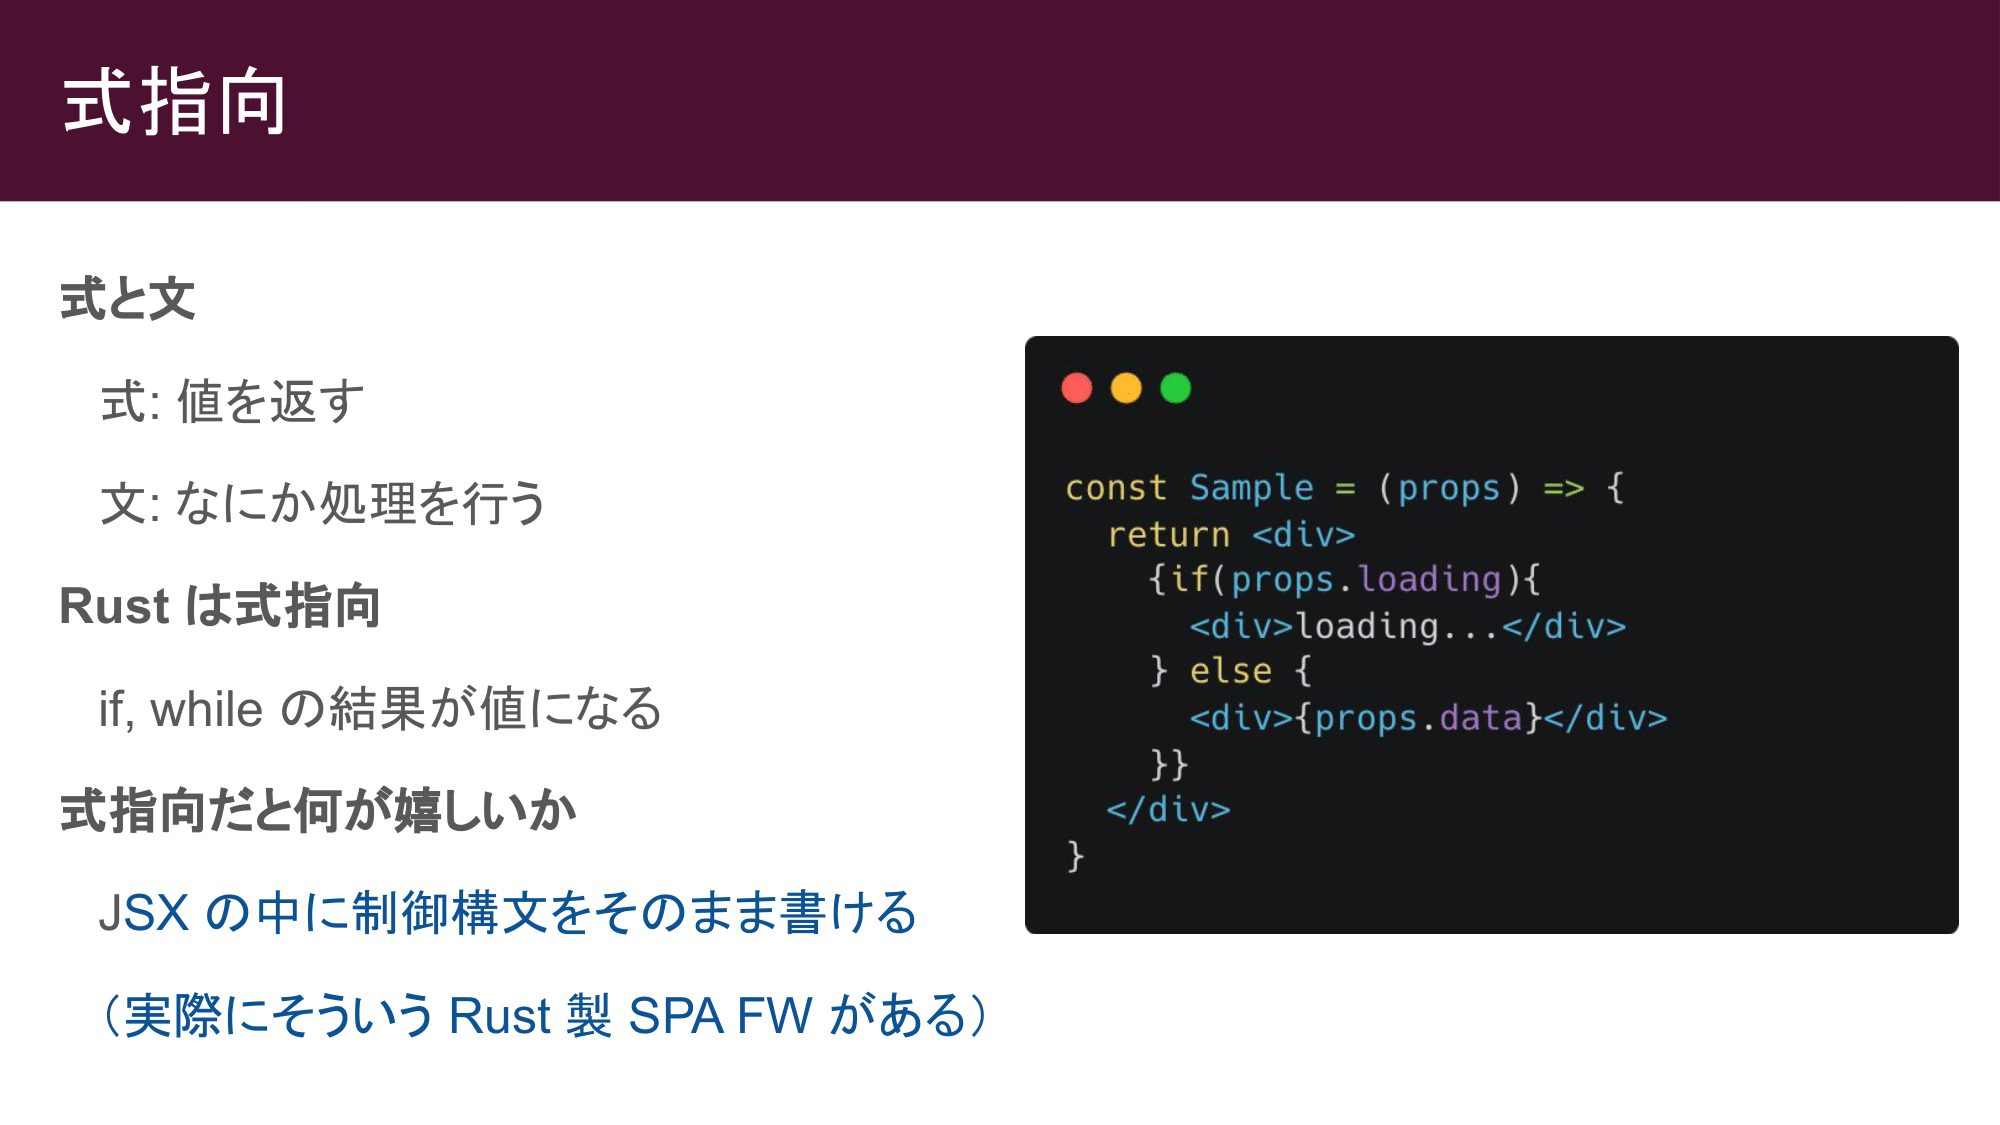 式指向
式と文
式: 値を返す
文: なにか処理を行う
Rust は式指向
if, while の結果が値になる
式指向だと何が嬉しいか
JSX の中に制御構文をそのまま書ける
（実際にそういう Rust 製 SPA FW がある）
const Sample = (props) => {
  return <div>
    {if(props.loading){
      <div>loading...</div>
    } else {
      <div>{props.data}</div>
    }}
  </div>
}